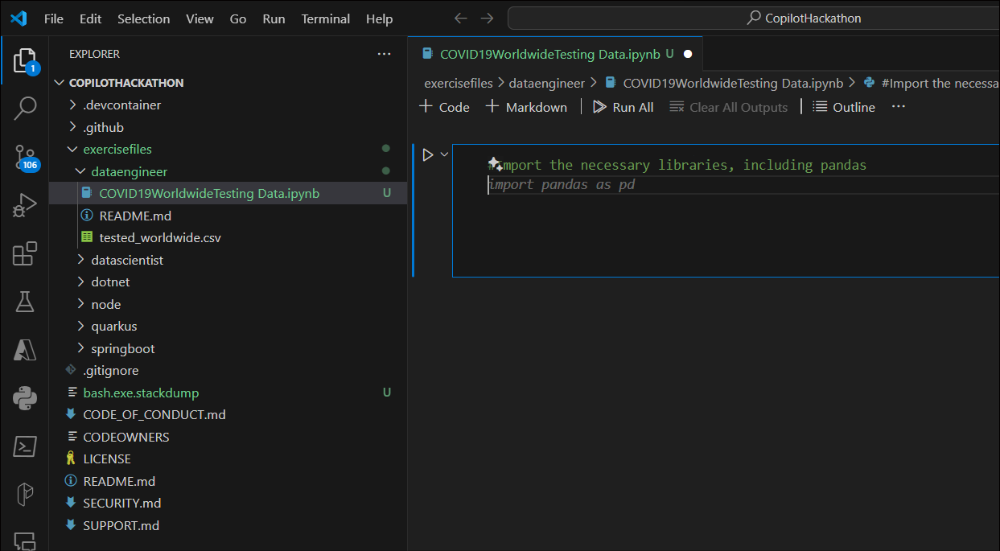 File Edit Selection View Go Run Terminal Help
CopilotHackathon
EXPLORER
COPILOTHACKATHON
.devcontainer
.github
exercisefiles
dataengineer
COVID19WorldwideTesting Data.ipynb U
README.md
tested_worldwide.csv
datascientist
dotnet
node
quarkus
springboot
.gitignore
bash.exe.stackdump U
CODE_OF_CONDUCT.md
CODEOWNERS
LICENSE
README.md
SECURITY.md
SUPPORT.md
1
106
COVID19WorldwideTesting Data.ipynb U
exercisefiles > dataengineer > COVID19WorldwideTesting Data.ipynb > #Import the necessa
+ Code + Markdown Run All Clear All Outputs Outline ...
#Import the necessary libraries, including pandas
import pandas as pd